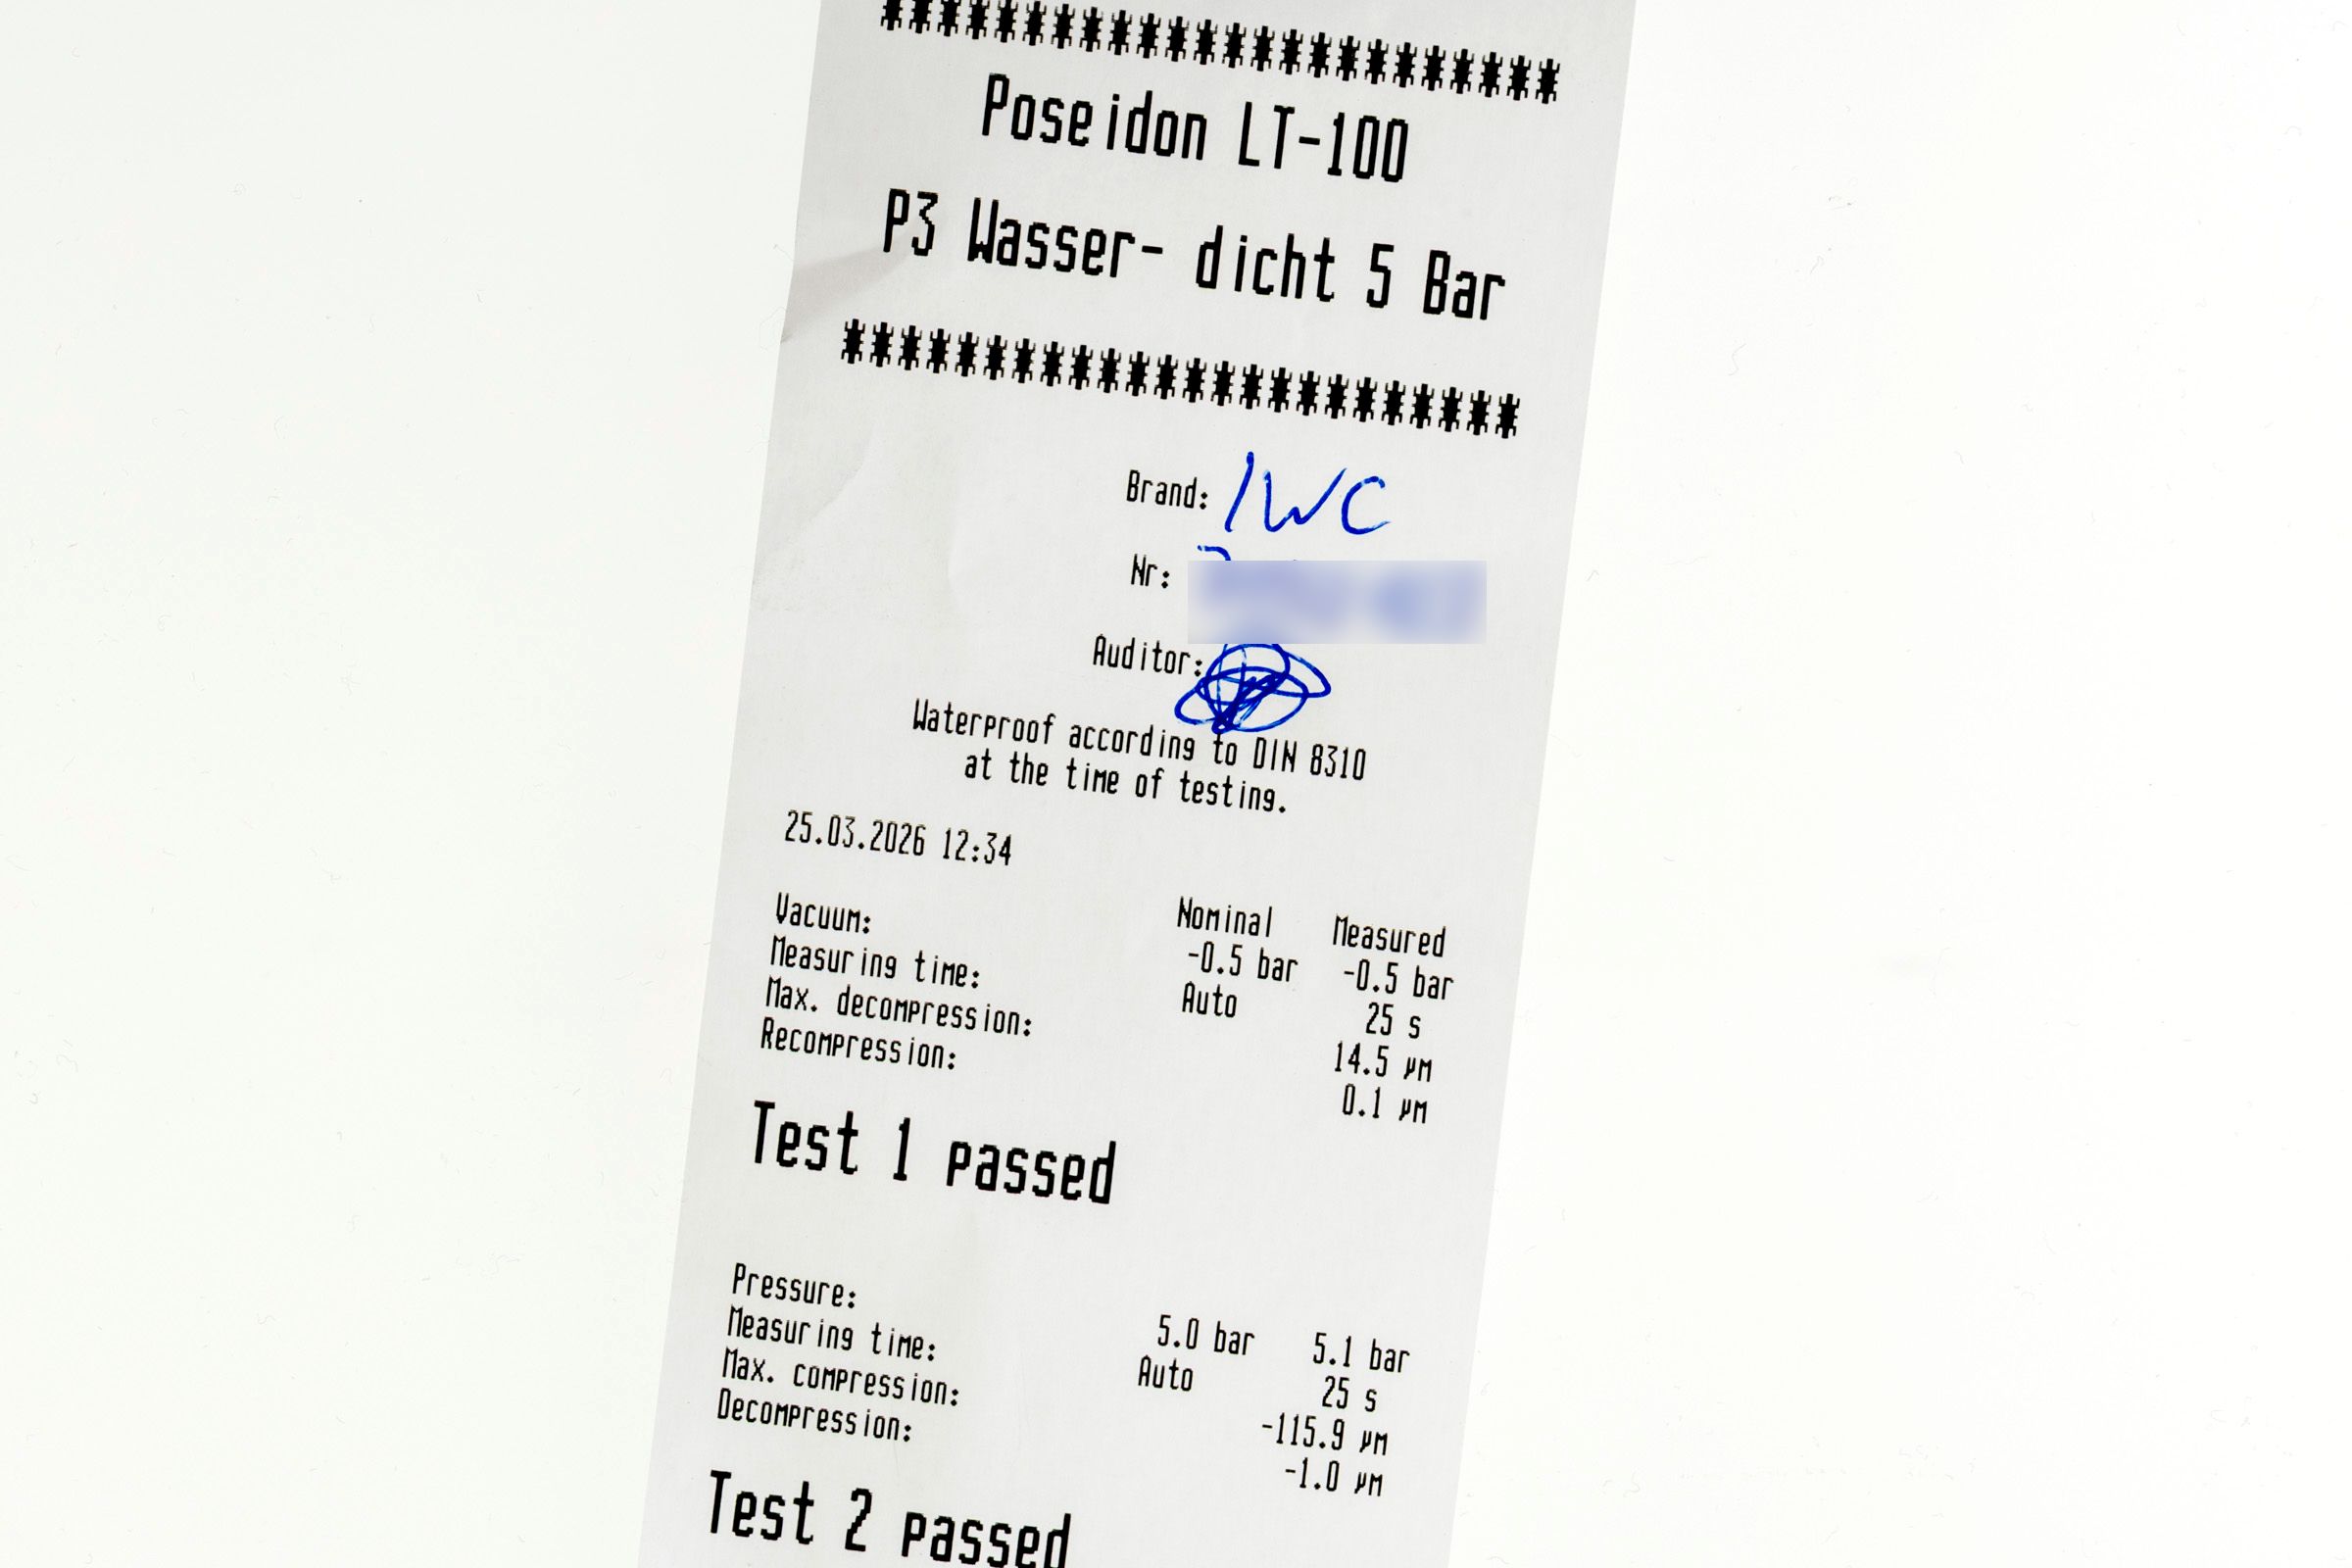 ************************
Poseidon LT-100
P3 Wasser- dicht 5 Bar
************************
Brand: IWC
Nr:
Auditor:
Waterproof according to DIN 8310
at the time of testing.
25.03.2026 12:34
Nominal Measured
Vacuum: -0.5 bar -0.5 bar
Measuring time: Auto 25 s
Max. decompression: 14.5 µm
Recompression: 0.1 µm
Test 1 passed
Pressure: 5.0 bar 5.1 bar
Measuring time: Auto 25 s
Max. compression: -115.9 µm
Decompression: -1.0 µm
Test 2 passed